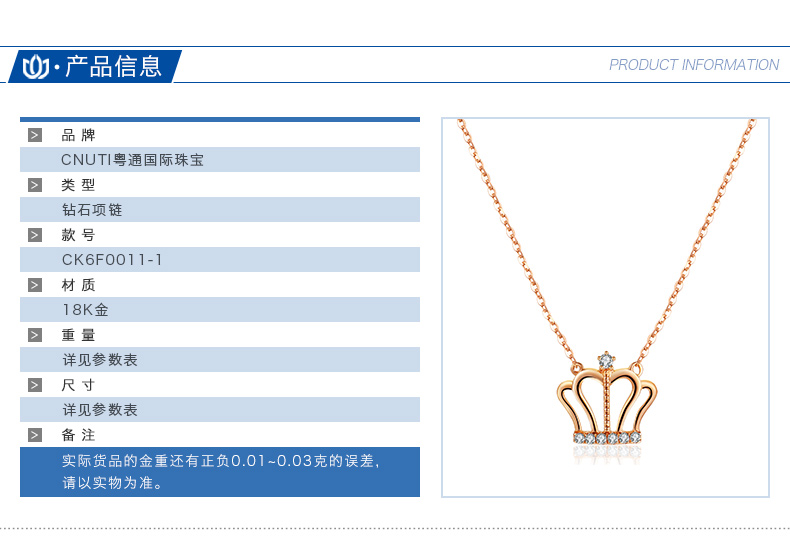 ·产品信息
PRODUCT INFORMATION
> 品牌
CNUTI粤通国际珠宝
> 类型
钻石项链
> 款号
CK6F0011-1
> 材质
18K金
> 重量
详见参数表
> 尺寸
详见参数表
> 备注
实际货品的金重还有正负0.01~0.03克的误差,
请以实物为准。